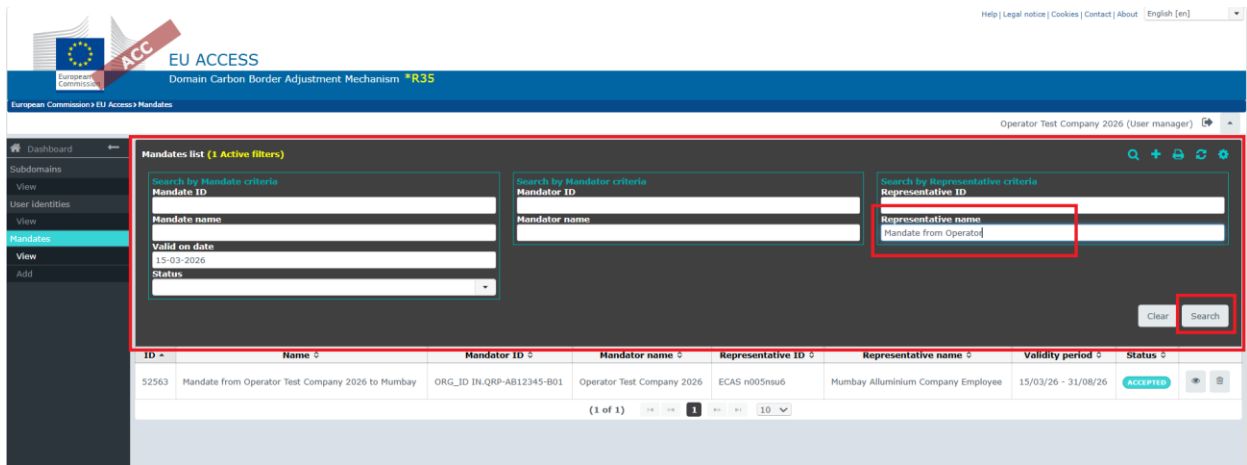 Help | Legal notice | Cookies | Contact | About English [en]
ACC
EU ACCESS
European Commission
Domain Carbon Border Adjustment Mechanism *R35
European Commission > EU Access > Mandates
Operator Test Company 2026 (User manager)
Dashboard
Subdomains
View
User identities
View
Mandates
View
Add
Mandates list (1 Active filters)
Search by Mandate criteria
Mandate ID
Mandate name
Valid on date
15-03-2026
Status
Search by Mandator criteria
Mandator ID
Mandator name
Search by Representative criteria
Representative ID
Representative name
Mandate from Operator
Clear Search
ID Name Mandator ID Mandator name Representative ID Representative name Validity period Status
52563 Mandate from Operator Test Company 2026 to Mumbay ORG_ID IN.QRP-AB12345-B01 Operator Test Company 2026 ECAS n005nsu6 Mumbay Alluminium Company Employee 15/03/26 - 31/08/26 ACCEPTED
(1 of 1) 1 10